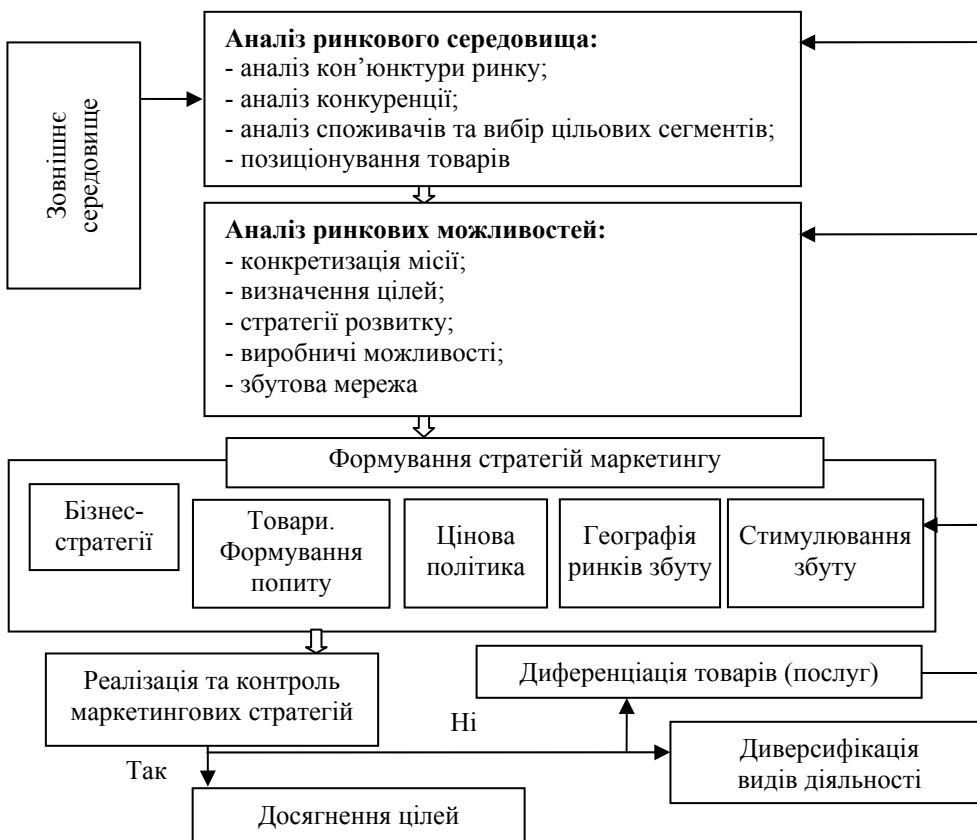 Зовнішнє
середовище
Аналіз ринкового середовища:
- аналіз кон’юнктури ринку;
- аналіз конкуренції;
- аналіз споживачів та вибір цільових сегментів;
- позиціонування товарів
Аналіз ринкових можливостей:
- конкретизація місії;
- визначення цілей;
- стратегії розвитку;
- виробничі можливості;
- збутова мережа
Формування стратегій маркетингу
Бізнес-
стратегії
Товари.
Формування
попиту
Цінова
політика
Географія
ринків збуту
Стимулювання
збуту
Реалізація та контроль
маркетингових стратегій
Диференціація товарів (послуг)
Ні
Так
Диверсифікація
видів діяльності
Досягнення цілей